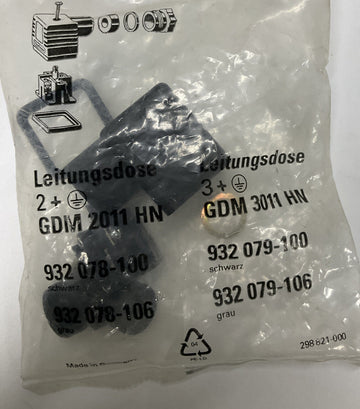 Leitungsdose
2 + ⏚
GDM 2011 HN
932 078-100
schwarz
932 078-106
grau
Leitungsdose
3 + ⏚
GDM 3011 HN
932 079-100
schwarz
932 079-106
grau
04
PE-LD
Made in Germany
298 821-000